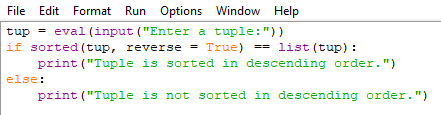 File Edit Format Run Options Window Help
tup = eval(input("Enter a tuple:"))
if sorted(tup, reverse = True) == list(tup):
    print("Tuple is sorted in descending order.")
else:
    print("Tuple is not sorted in descending order.")